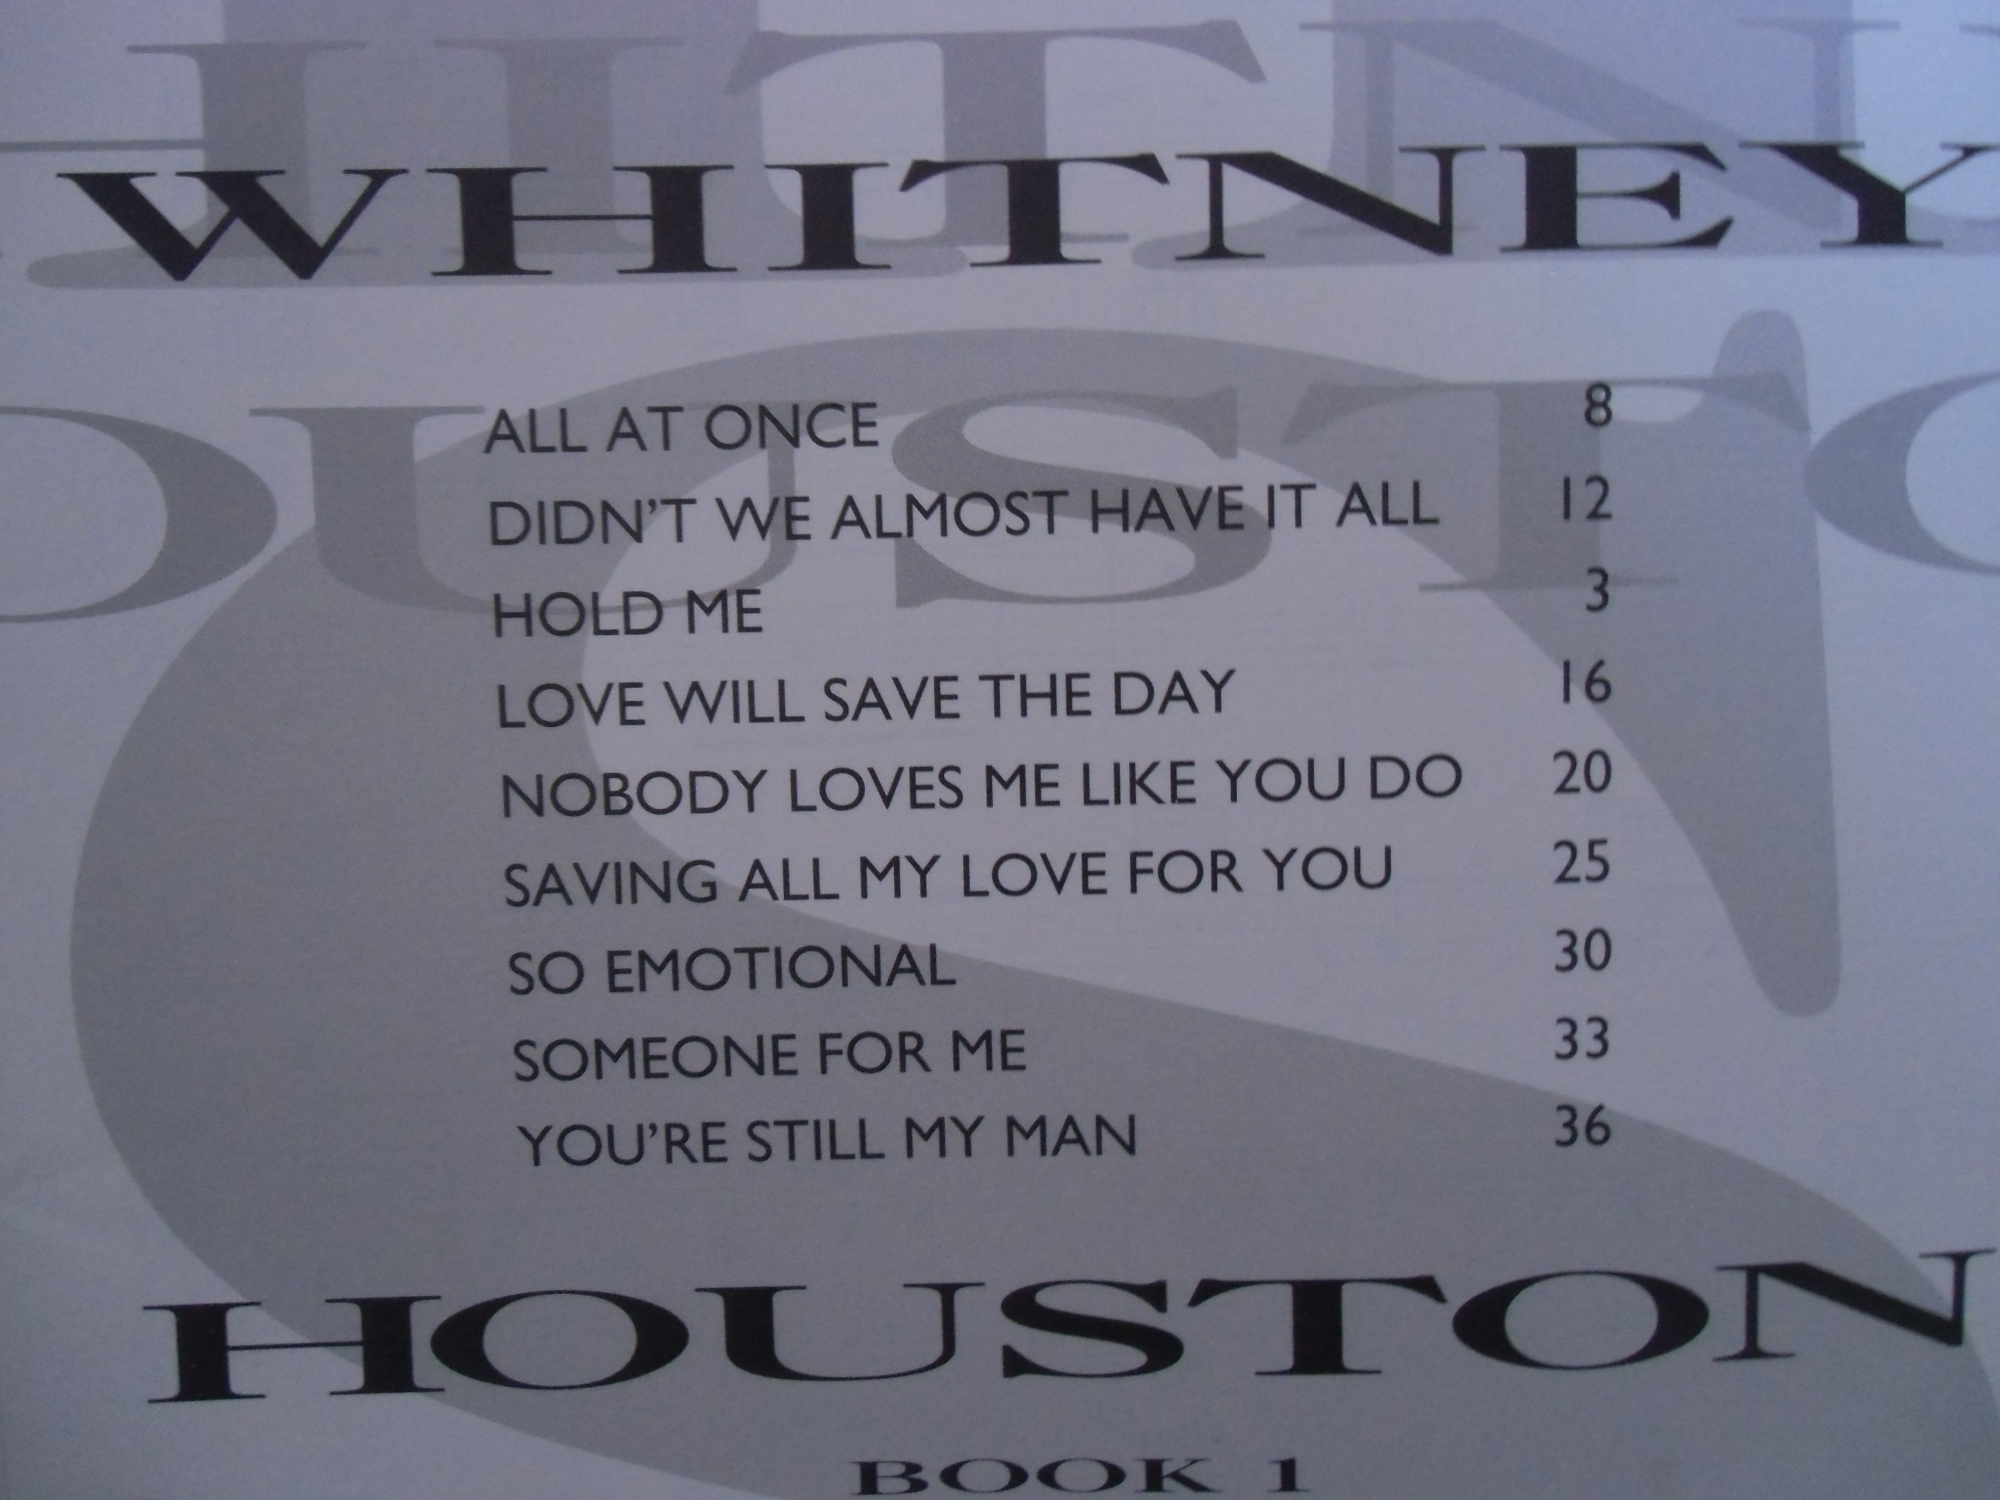 WHITNEY
ALL AT ONCE 8
DIDN'T WE ALMOST HAVE IT ALL 12
HOLD ME 3
LOVE WILL SAVE THE DAY 16
NOBODY LOVES ME LIKE YOU DO 20
SAVING ALL MY LOVE FOR YOU 25
SO EMOTIONAL 30
SOMEONE FOR ME 33
YOU'RE STILL MY MAN 36
HOUSTON
BOOK 1